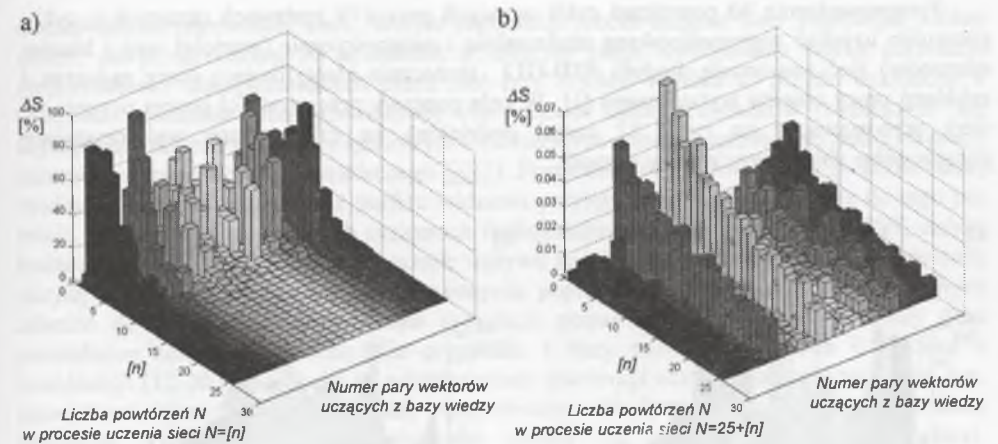 a)
ΔS
[%]
100
80
60
40
20
0
0
5
10
15
20
25
30
[n]
Liczba powtórzeń N
w procesie uczenia sieci N=[n]
Numer pary wektorów
uczących z bazy wiedzy
b)
ΔS
[%]
0.07
0.06
0.05
0.04
0.03
0.02
0.01
0
0
5
10
15
20
25
30
[n]
Liczba powtórzeń N
w procesie uczenia sieci N=25+[n]
Numer pary wektorów
uczących z bazy wiedzy